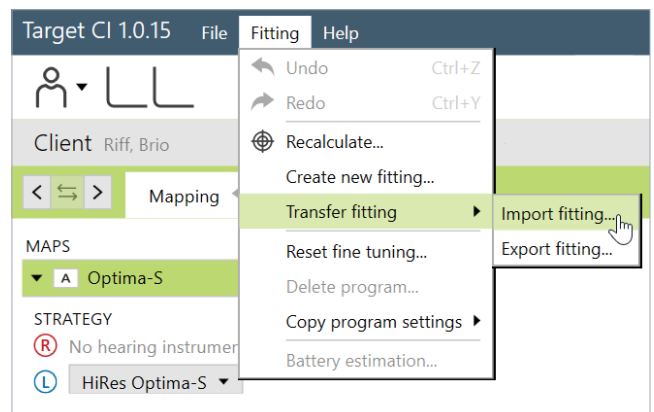 Target CI 1.0.15 File Fitting Help
Undo Ctrl+Z
Redo Ctrl+Y
Client Riff, Brio
Recalculate...
Create new fitting...
< > Mapping
Transfer fitting
Import fitting...
MAPS
Reset fine tuning...
Export fitting...
A Optima-S
Delete program...
STRATEGY
Copy program settings
R No hearing
L HiRes Optima-S
Battery estimation...